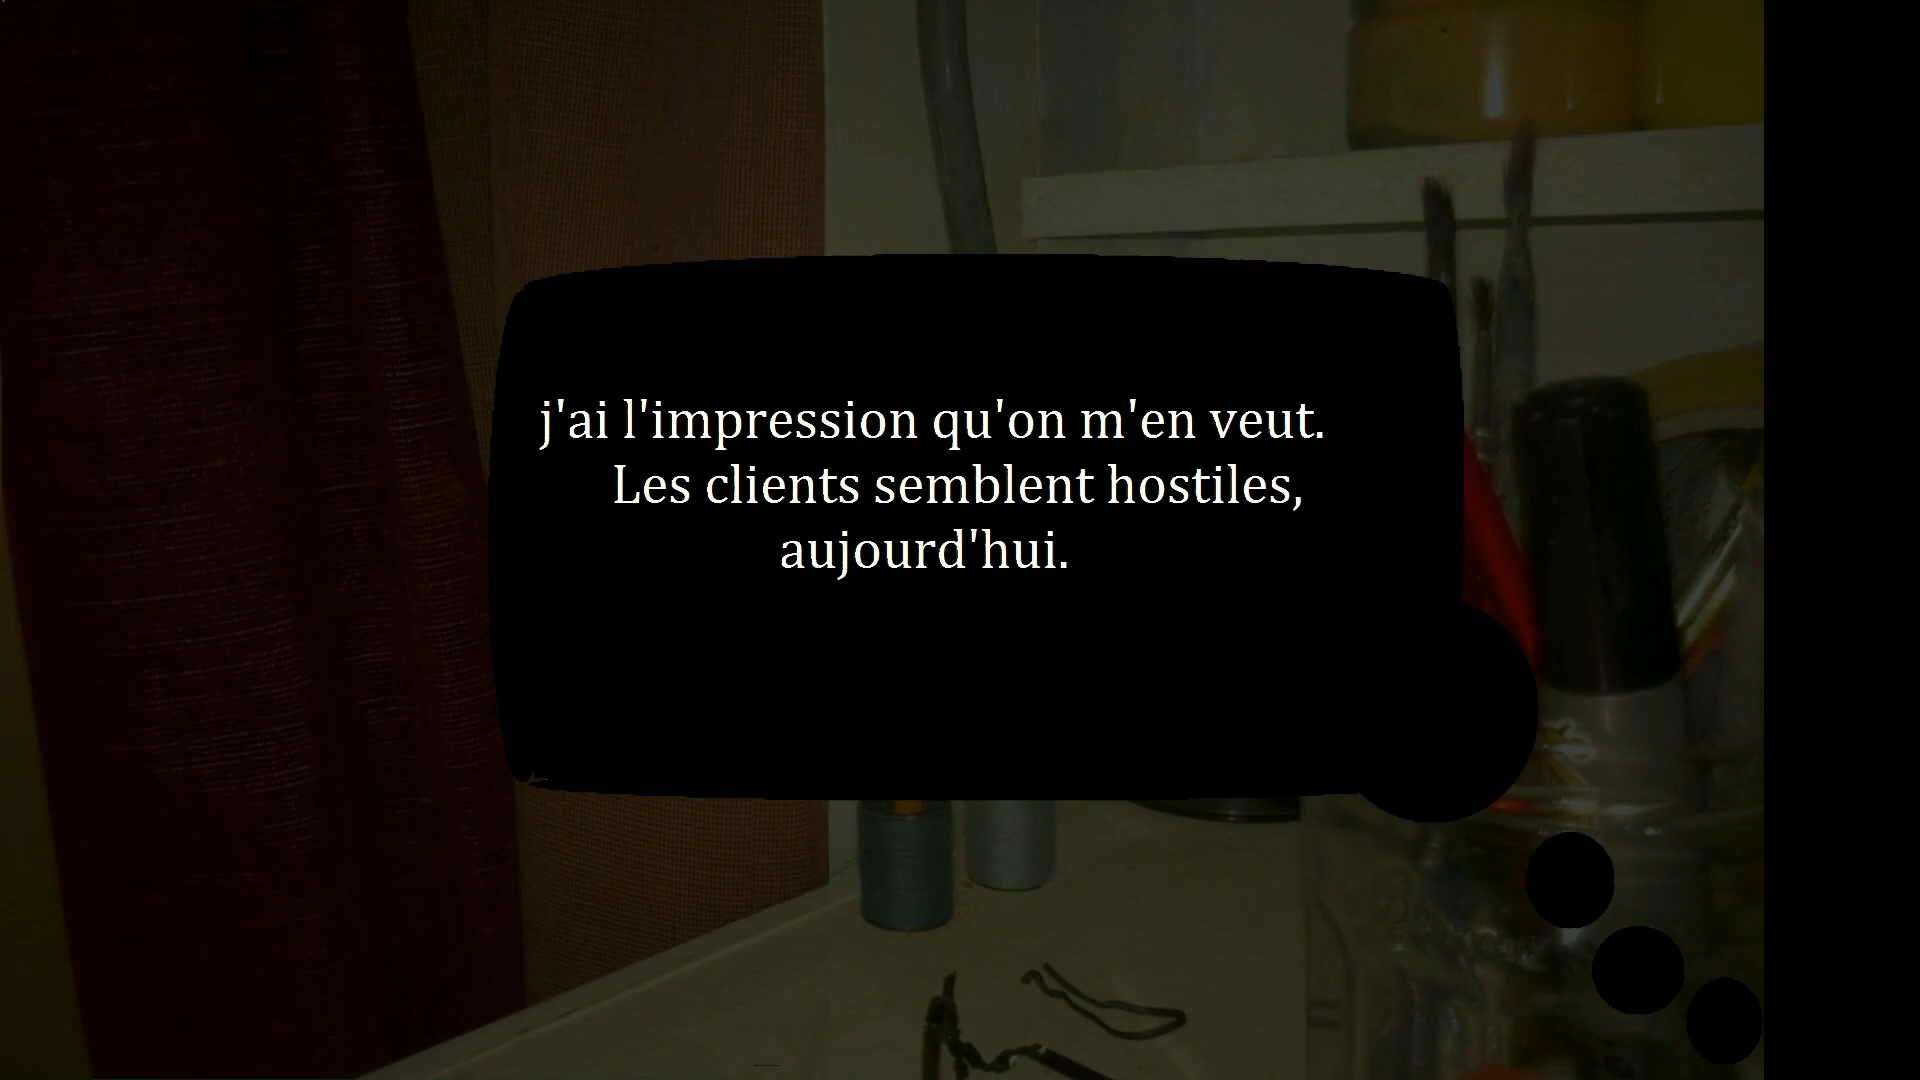 j'ai l'impression qu'on m'en veut.
Les clients semblent hostiles,
aujourd'hui.